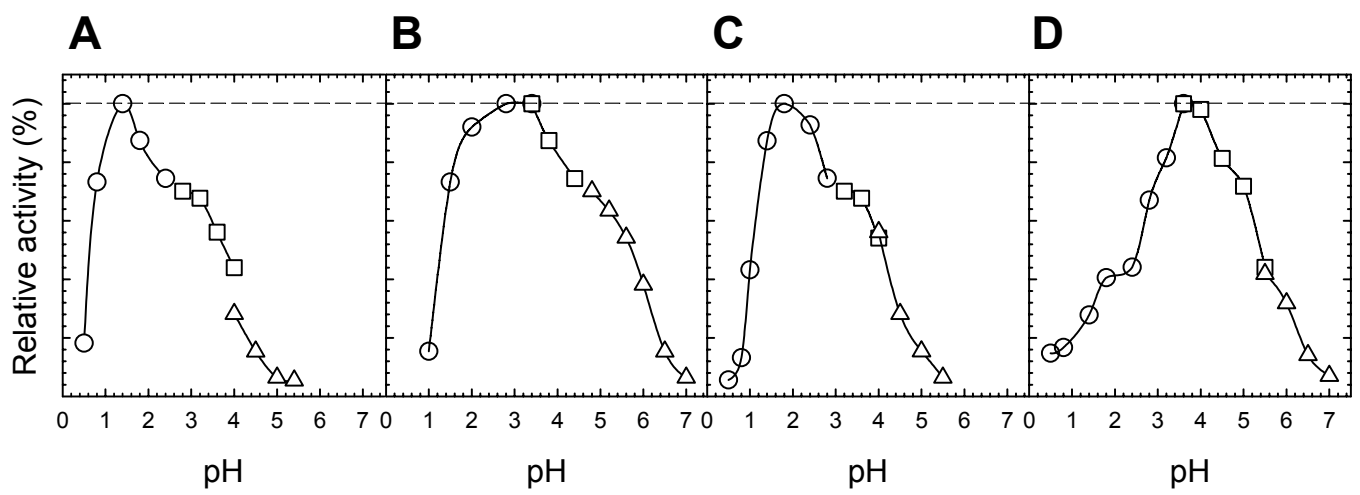 A B C D
Relative activity (%)
0 1 2 3 4 5 6 7 0 1 2 3 4 5 6 7 0 1 2 3 4 5 6 7 0 1 2 3 4 5 6 7
pH pH pH pH